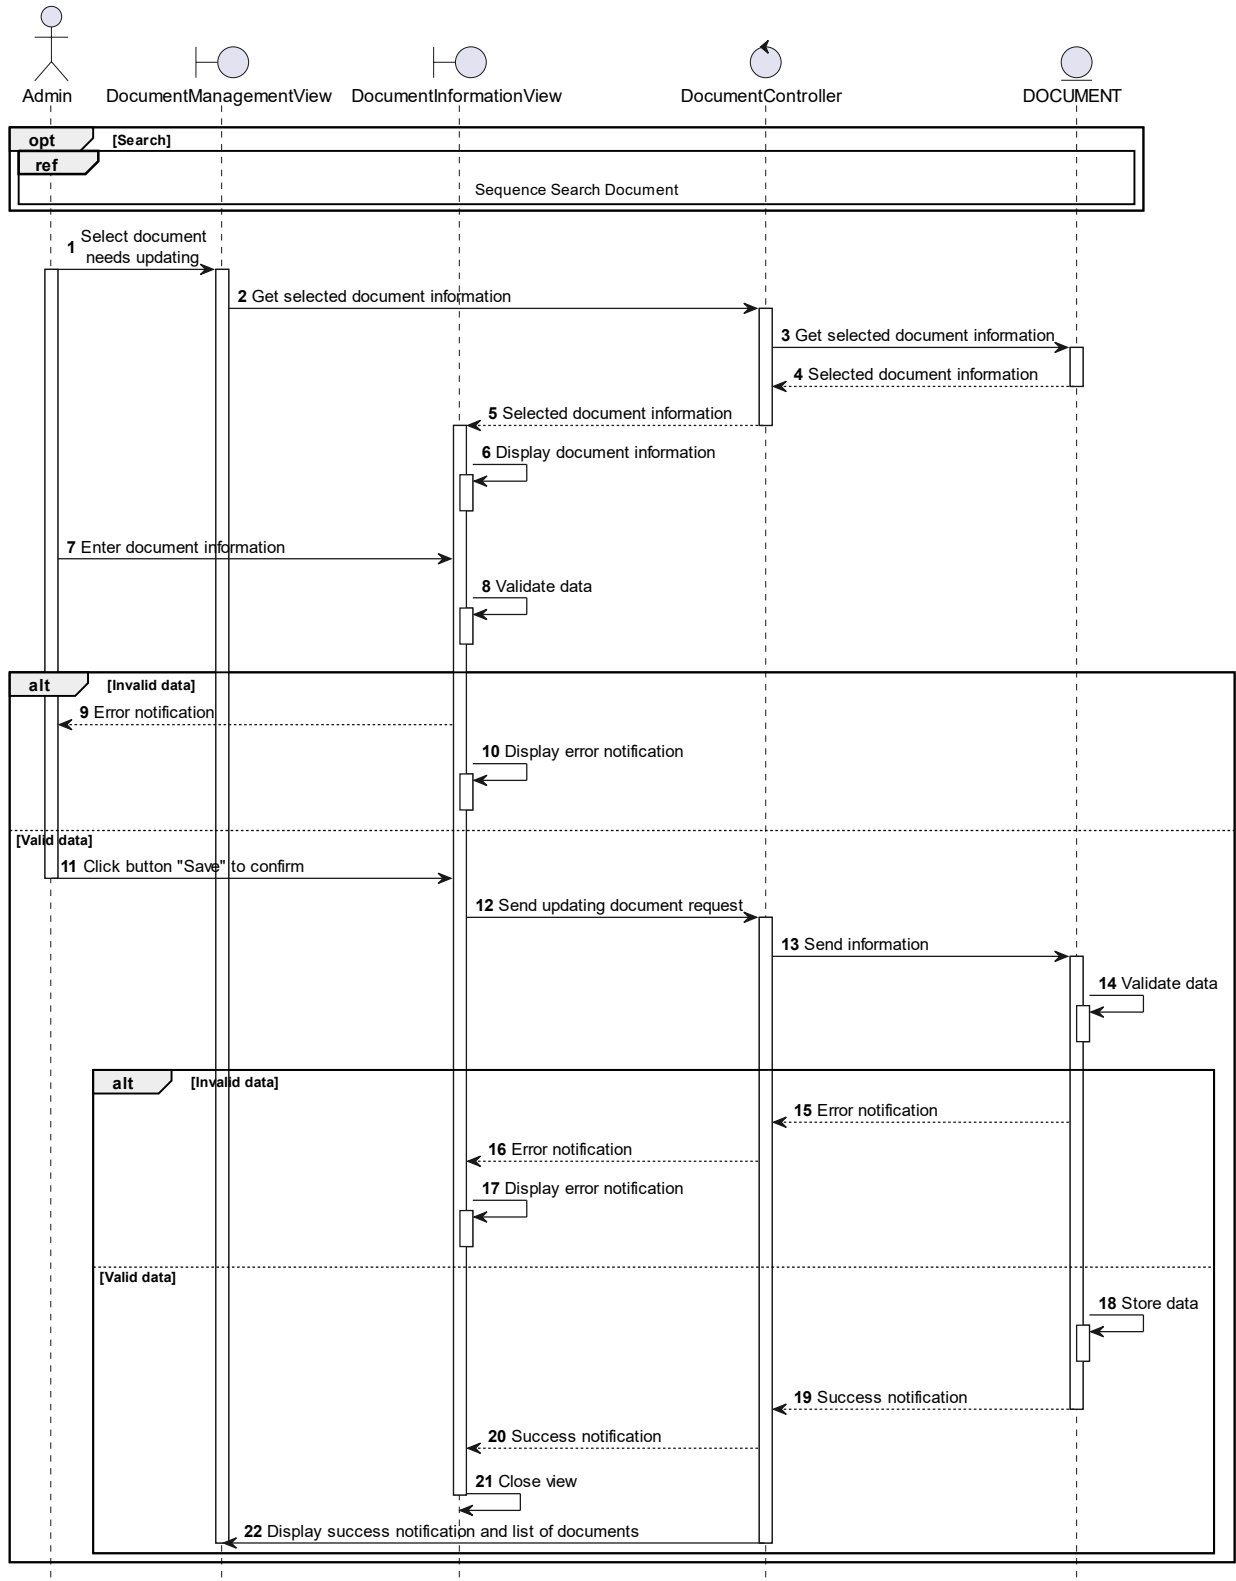 Admin
DocumentManagementView
DocumentInformationView
DocumentController
DOCUMENT
opt
[Search]
ref
Sequence Search Document
1 Select document
needs updating
2 Get selected document information
3 Get selected document information
4 Selected document information
5 Selected document information
6 Display document information
7 Enter document information
8 Validate data
alt
[Invalid data]
9 Error notification
10 Display error notification
[Valid data]
11 Click button "Save" to confirm
12 Send updating document request
13 Send information
14 Validate data
alt
[Invalid data]
15 Error notification
16 Error notification
17 Display error notification
[Valid data]
18 Store data
19 Success notification
20 Success notification
21 Close view
22 Display success notification and list of documents